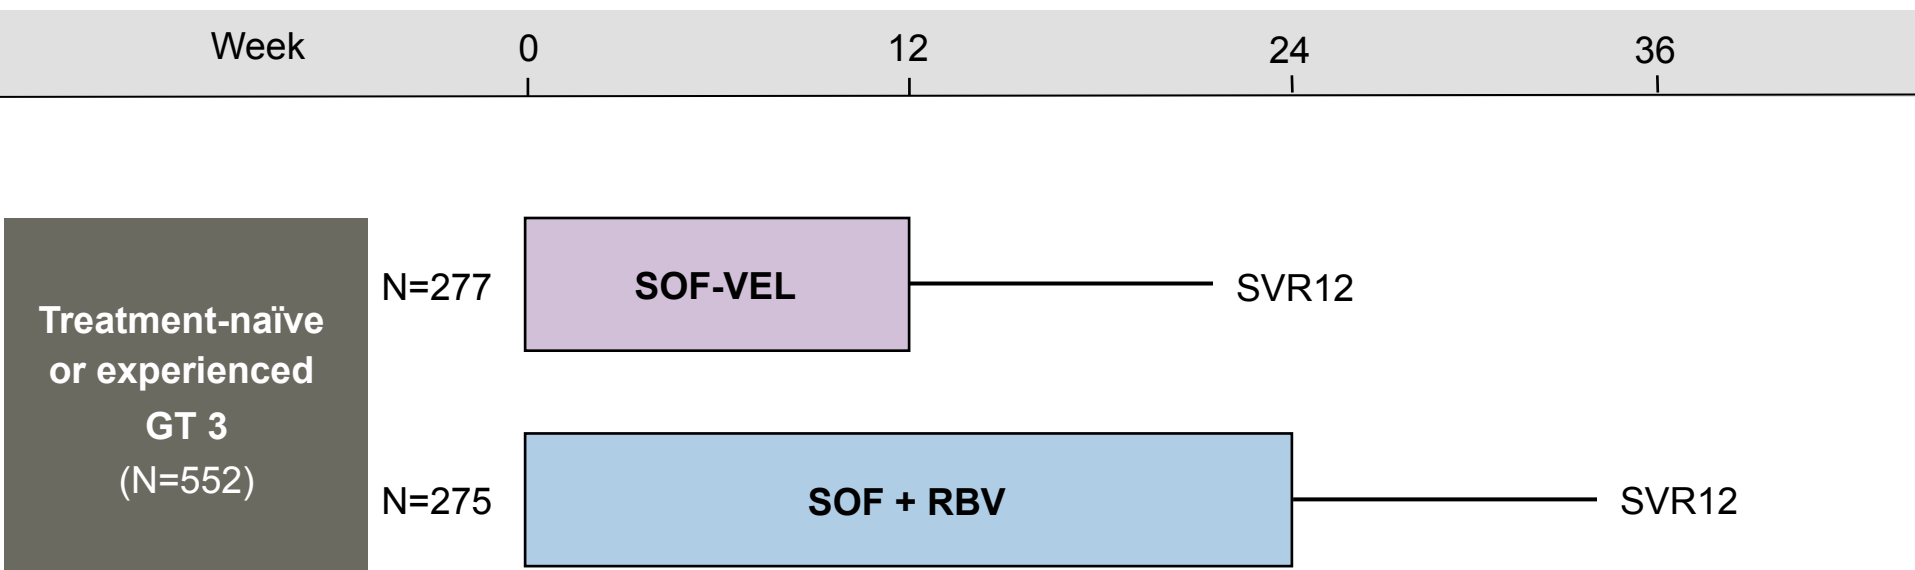 Week 0 12 24 36
Treatment-naïve
or experienced
GT 3
(N=552)
N=277 SOF-VEL SVR12
N=275 SOF + RBV SVR12